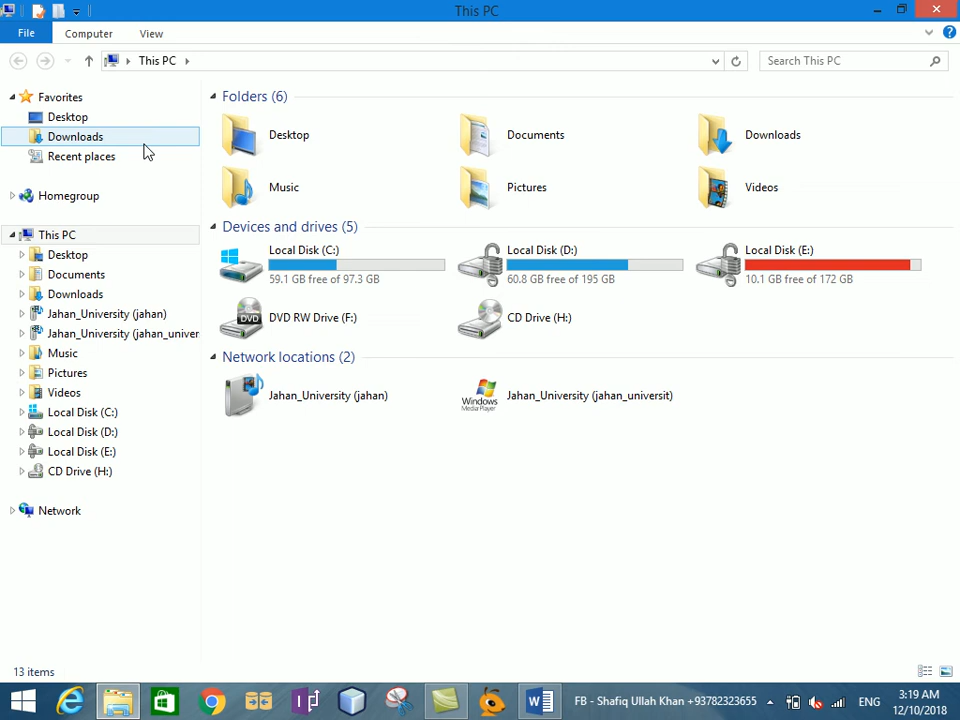 This PC
File
Computer
View
This PC
Search This PC
Favorites
Desktop
Downloads
Recent places
Homegroup
This PC
Desktop
Documents
Downloads
Jahan_University (jahan)
Jahan_University (jahan_univer
Music
Pictures
Videos
Local Disk (C:)
Local Disk (D:)
Local Disk (E:)
CD Drive (H:)
Network
Folders (6)
Desktop
Documents
Downloads
Music
Pictures
Videos
Devices and drives (5)
Local Disk (C:)
59.1 GB free of 97.3 GB
Local Disk (D:)
60.8 GB free of 195 GB
Local Disk (E:)
10.1 GB free of 172 GB
DVD
DVD RW Drive (F:)
CD Drive (H:)
Network locations (2)
Jahan_University (jahan)
Windows
Media Player
Jahan_University (jahan_universit)
13 items
FB - Shafiq Ullah Khan +93782323655
ENG
3:19 AM
12/10/2018